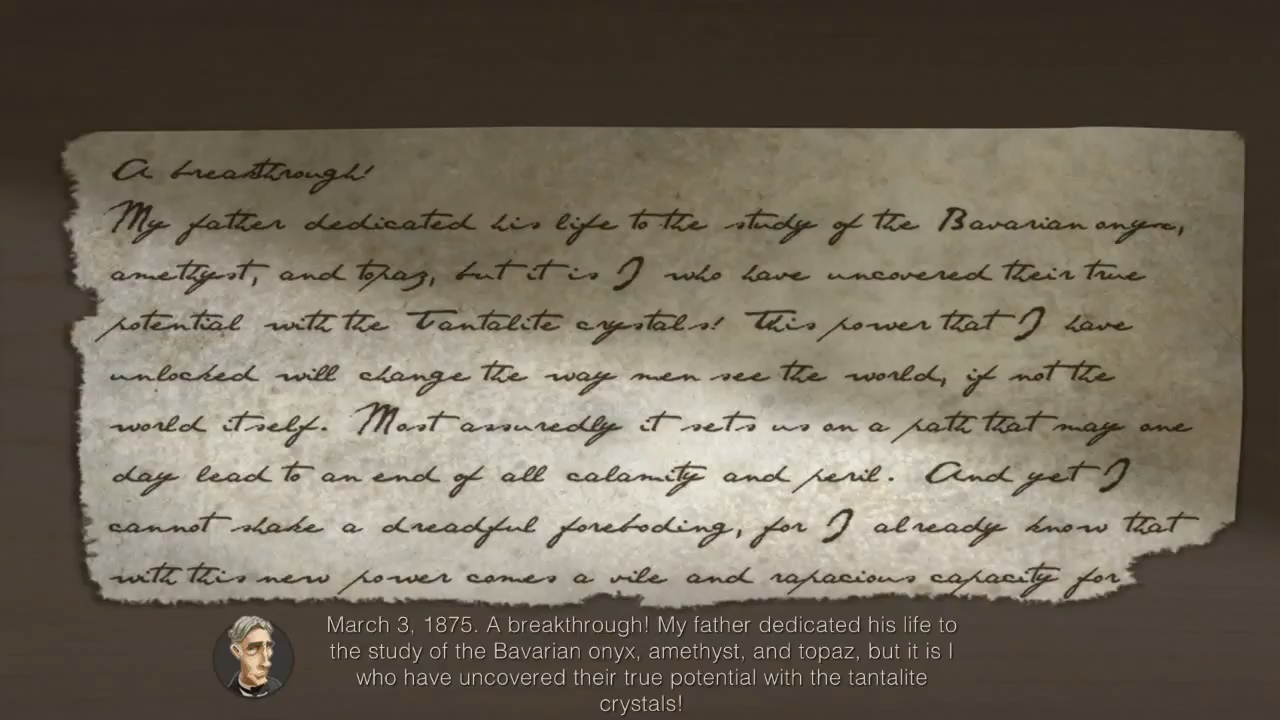 A breakthrough!
My father dedicated his life to the study of the Bavarian onyx,
amethyst, and topaz, but it is I who have uncovered their true
potential with the Tantalite crystals! This power that I have
unlocked will change the way men see the world, if not the
world itself. Most assuredly it sets us on a path that may one
day lead to an end of all calamity and peril. And yet I
cannot shake a dreadful foreboding, for I already know that
with this new power comes a vile and rapacious capacity for
March 3, 1875. A breakthrough! My father dedicated his life to
the study of the Bavarian onyx, amethyst, and topaz, but it is I
who have uncovered their true potential with the tantalite
crystals!